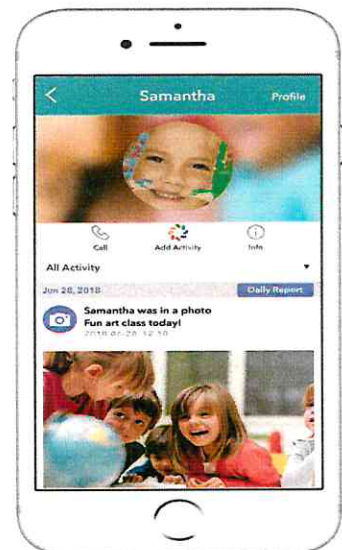 Samantha Profile
Call Add Activity Info
All Activity
Jun 28, 2018 Daily Report
Samantha was in a photo
Fun art class today!